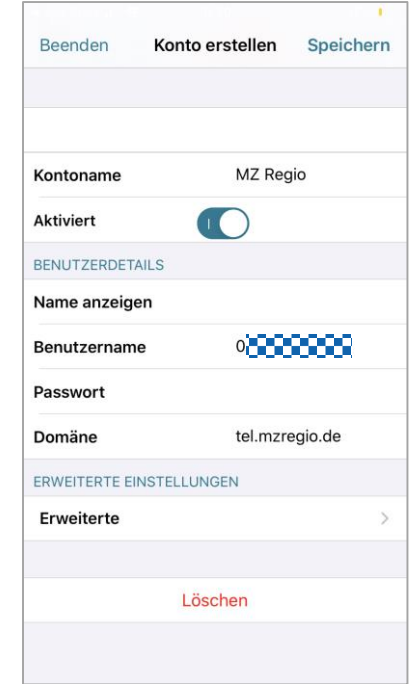 Beenden Konto erstellen Speichern
Kontoname MZ Regio
Aktiviert
BENUTZERDETAILS
Name anzeigen
Benutzername 0
Passwort
Domäne tel.mzregio.de
ERWEITERTE EINSTELLUNGEN
Erweiterte
Löschen